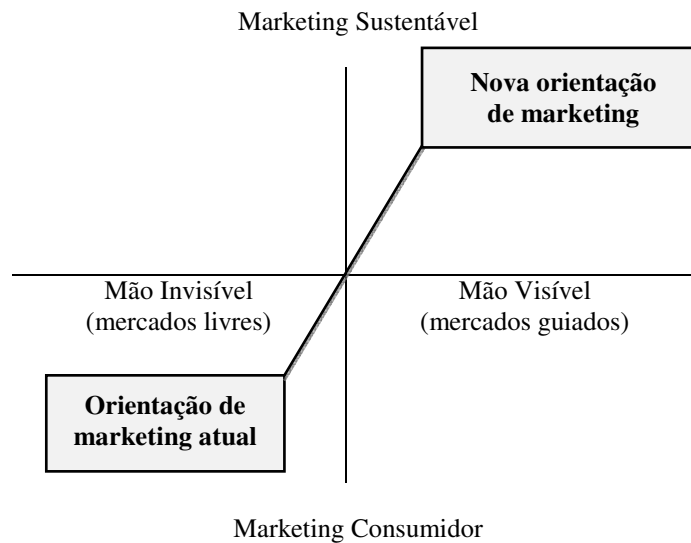 Marketing Sustentável
Nova orientação
de marketing
Mão Invisível
(mercados livres)
Mão Visível
(mercados guiados)
Orientação de
marketing atual
Marketing Consumidor